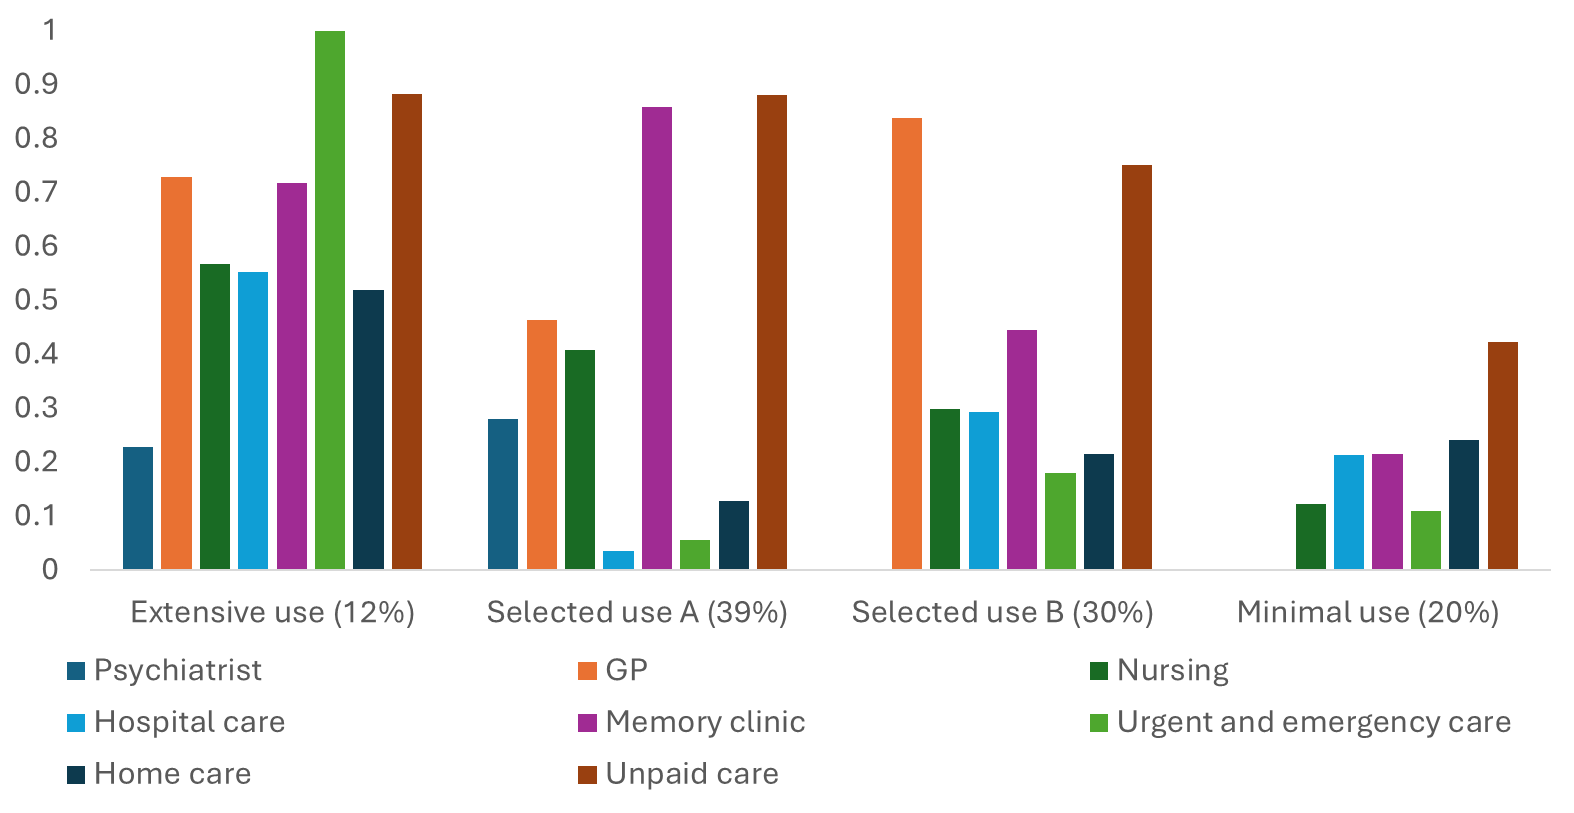 1
0.9
0.8
0.7
0.6
0.5
0.4
0.3
0.2
0.1
0
Extensive use (12%) Selected use A (39%) Selected use B (30%) Minimal use (20%)
Psychiatrist GP Nursing
Hospital care Memory clinic Urgent and emergency care
Home care Unpaid care